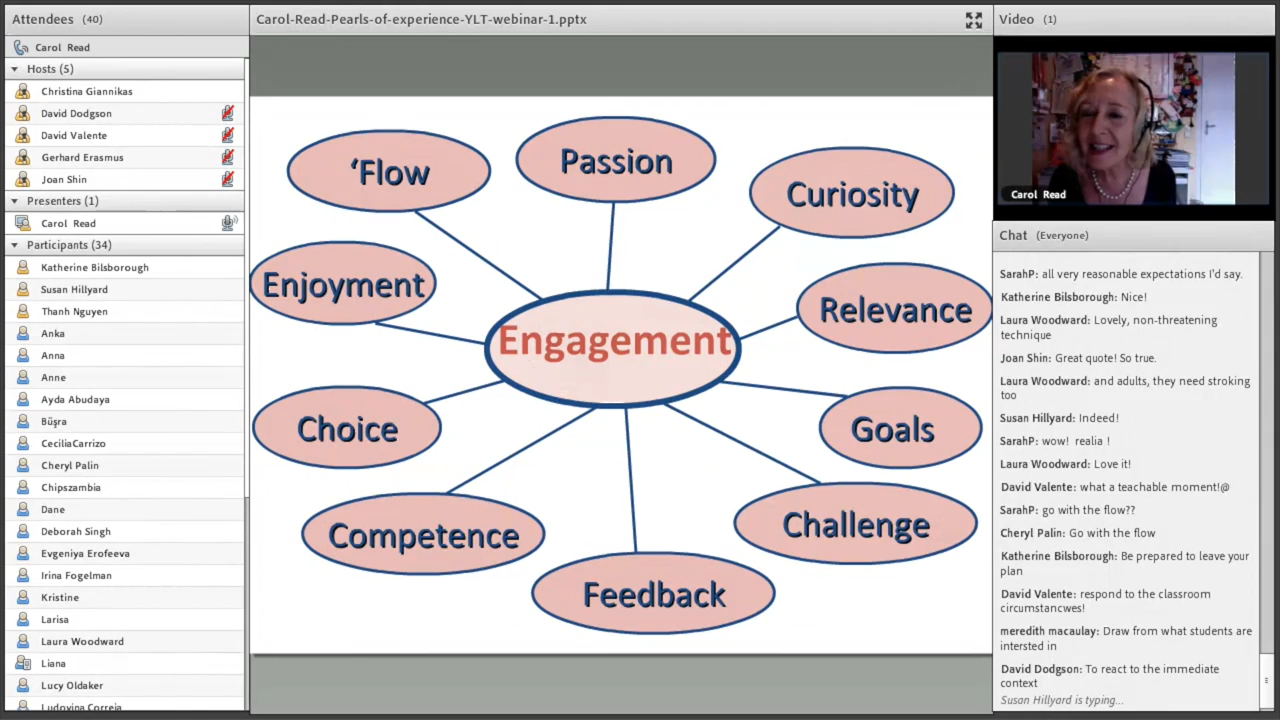 Attendees (40)
Carol Read
Hosts (5)
Christina Giannikas
David Dodgson
David Valente
Gerhard Erasmus
Joan Shin
Presenters (1)
Carol Read
Participants (34)
Katherine Bilsborough
Susan Hillyard
Thanh Nguyen
Anka
Anna
Anne
Ayda Abudaya
Büşra
CeciliaCarrizo
Cheryl Palin
Chipszambia
Dane
Deborah Singh
Evgeniya Erofeeva
Irina Fogelman
Kristine
Larisa
Laura Woodward
Liana
Lucy Oldaker
Ludovina Correia
Carol-Read-Pearls-of-experience-YLT-webinar-1.pptx
‘Flow
Passion
Curiosity
Enjoyment
Relevance
Engagement
Choice
Goals
Competence
Challenge
Feedback
Video (1)
Carol Read
Chat (Everyone)
SarahP: all very reasonable expectations I'd say.
Katherine Bilsborough: Nice!
Laura Woodward: Lovely, non-threatening
technique
Joan Shin: Great quote! So true.
Laura Woodward: and adults, they need stroking
too
Susan Hillyard: Indeed!
SarahP: wow! realia !
Laura Woodward: Love it!
David Valente: what a teachable moment!@
SarahP: go with the flow??
Cheryl Palin: Go with the flow
Katherine Bilsborough: Be prepared to leave your
plan
David Valente: respond to the classroom
circumstancwes!
meredith macaulay: Draw from what students are
intersted in
David Dodgson: To react to the immediate
context
Susan Hillyard is typing...